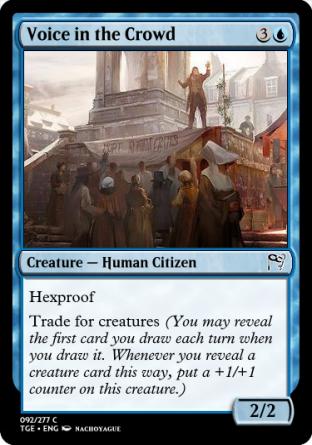 Voice in the Crowd 3
Creature — Human Citizen
Hexproof
Trade for creatures (You may reveal
the first card you draw each turn when
you draw it. Whenever you reveal a
creature card this way, put a +1/+1
counter on this creature.)
2/2
092/277 C
TGE • ENG NACHOYAGUE